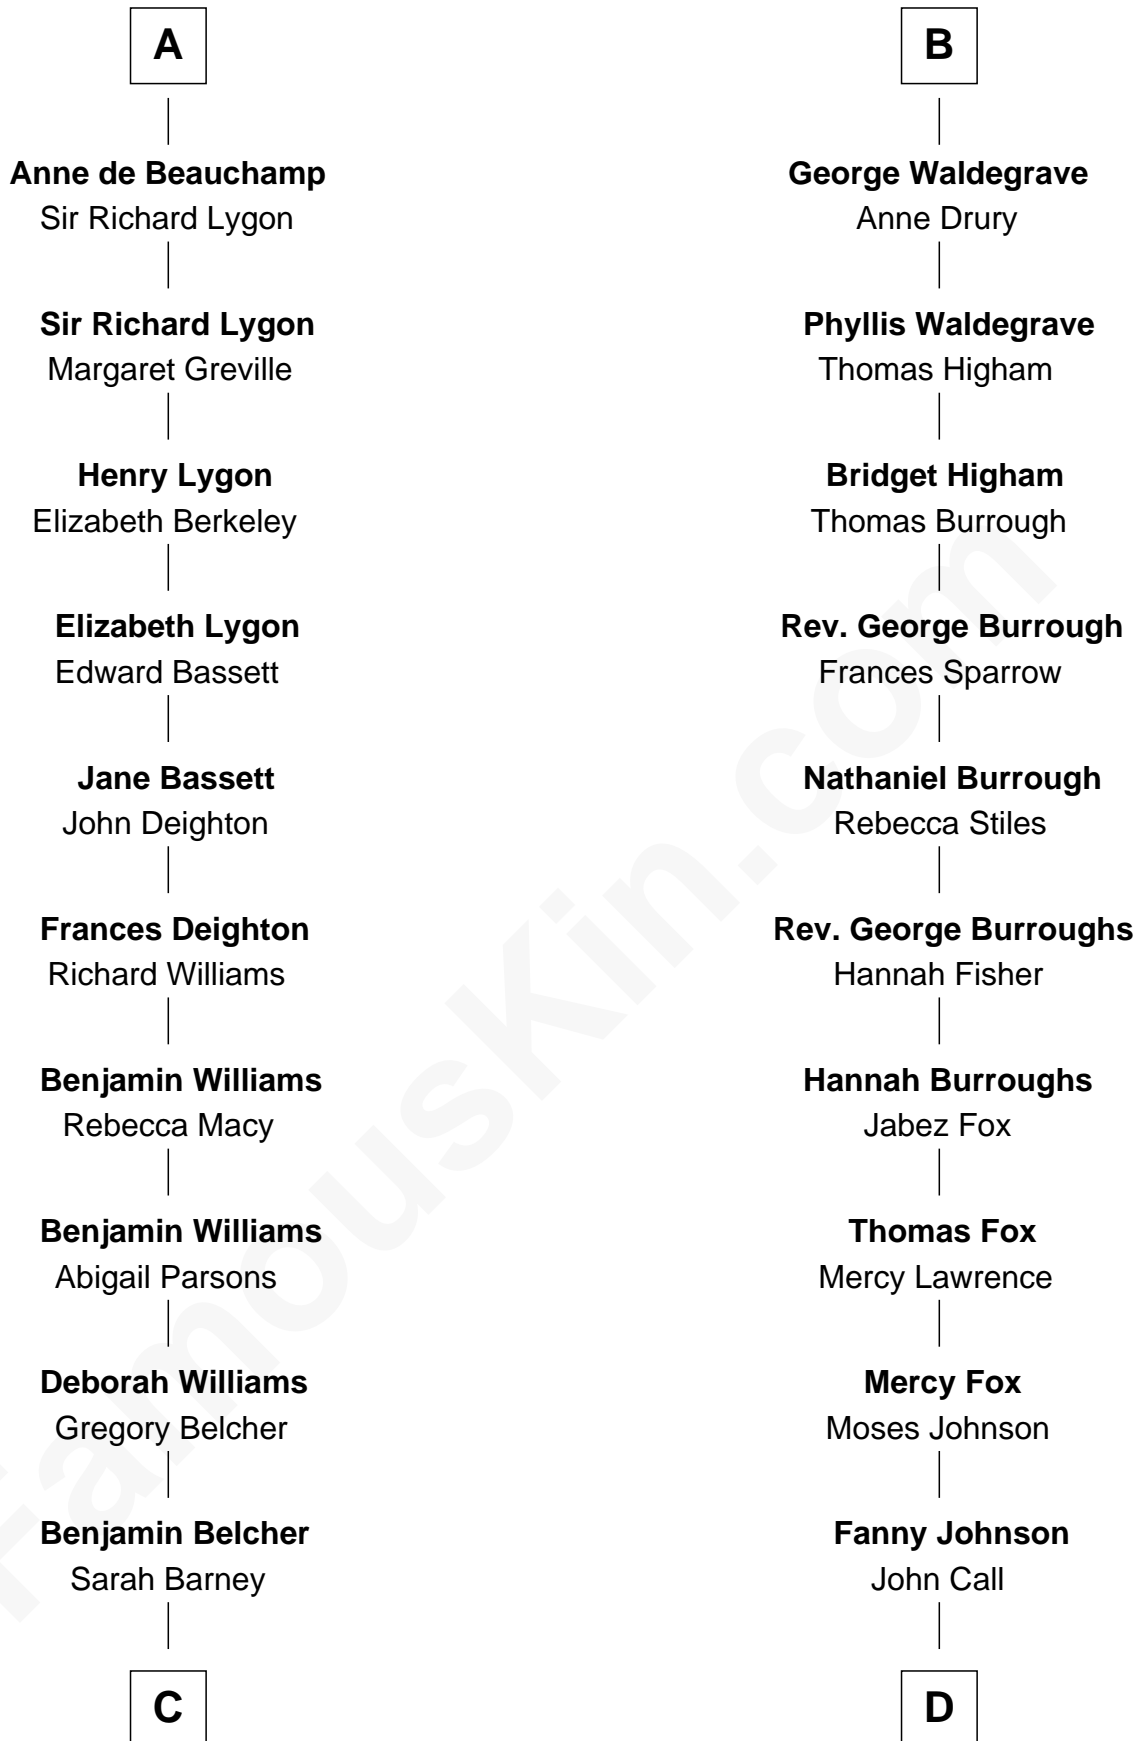 A
Anne de Beauchamp
Sir Richard Lygon
Sir Richard Lygon
Margaret Greville
Henry Lygon
Elizabeth Berkeley
Elizabeth Lygon
Edward Bassett
Jane Bassett
John Deighton
Frances Deighton
Richard Williams
Benjamin Williams
Rebecca Macy
Benjamin Williams
Abigail Parsons
Deborah Williams
Gregory Belcher
Benjamin Belcher
Sarah Barney
C
B
George Waldegrave
Anne Drury
Phyllis Waldegrave
Thomas Higham
Bridget Higham
Thomas Burrough
Rev. George Burrough
Frances Sparrow
Nathaniel Burrough
Rebecca Stiles
Rev. George Burroughs
Hannah Fisher
Hannah Burroughs
Jabez Fox
Thomas Fox
Mercy Lawrence
Mercy Fox
Moses Johnson
Fanny Johnson
John Call
D
FamousKin.com